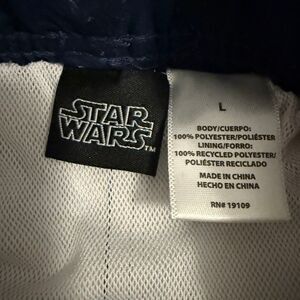 STAR
WARS
TM
L
BODY/CUERPO:
100% POLYESTER/POLIÉSTER
LINING/FORRO:
100% RECYCLED POLYESTER/
POLIÉSTER RECICLADO
MADE IN CHINA
HECHO EN CHINA
RN# 19109